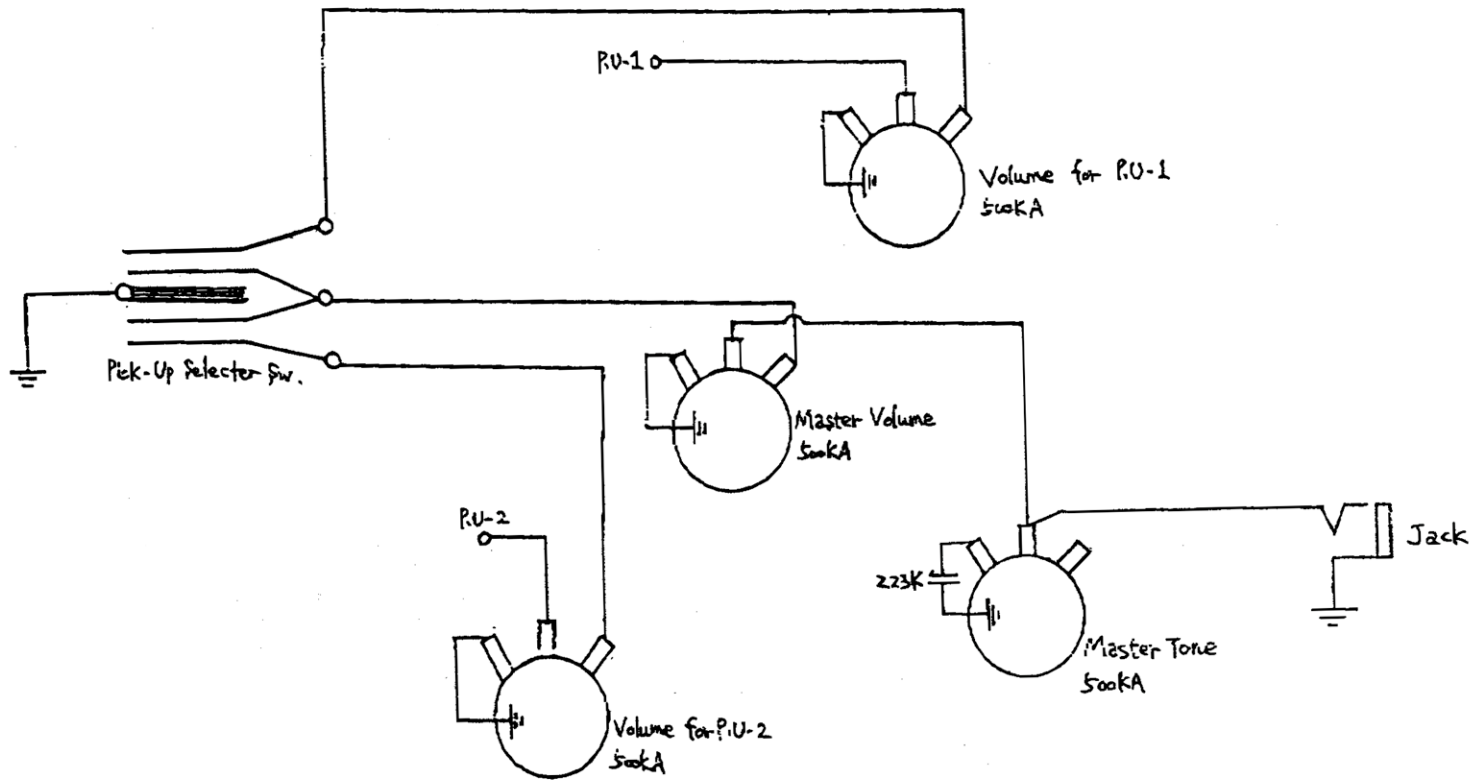 P.U-1
Volume for P.U-1
500KA
Pick-Up Selecter Sw.
Master Volume
500KA
P.U-2
223K
Jack
Master Tone
500KA
Volume for P.U-2
500KA